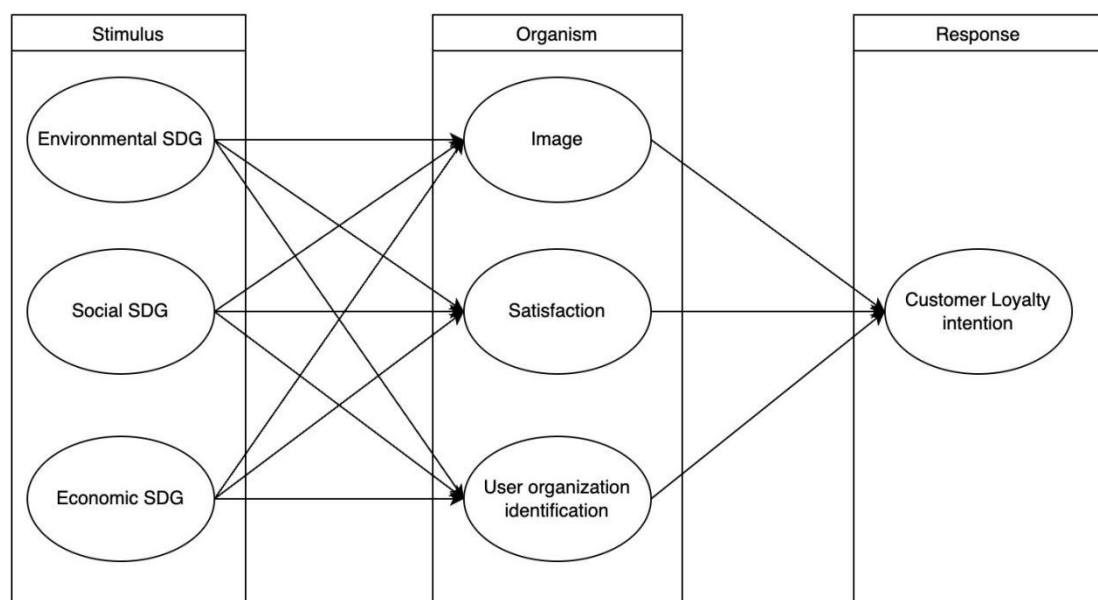 Stimulus
Organism
Response
Environmental SDG
Image
Social SDG
Satisfaction
Customer Loyalty
intention
Economic SDG
User organization
identification